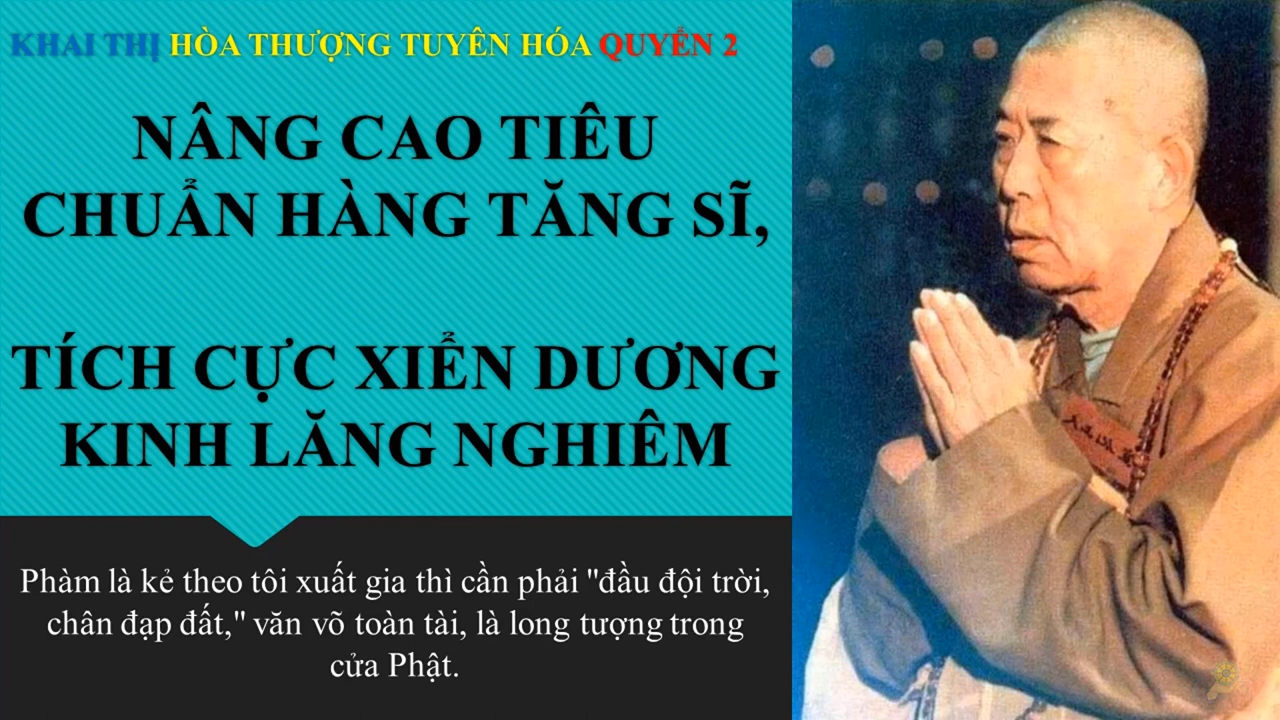 KHAI THỊ HÒA THƯỢNG TUYÊN HÓA QUYỂN 2
NÂNG CAO TIÊU
CHUẨN HÀNG TĂNG SĨ,
TÍCH CỰC XIỂN DƯƠNG
KINH LĂNG NGHIÊM
Phàm là kẻ theo tôi xuất gia thì cần phải "đầu đội trời,
chân đạp đất," văn võ toàn tài, là long tượng trong
cửa Phật.